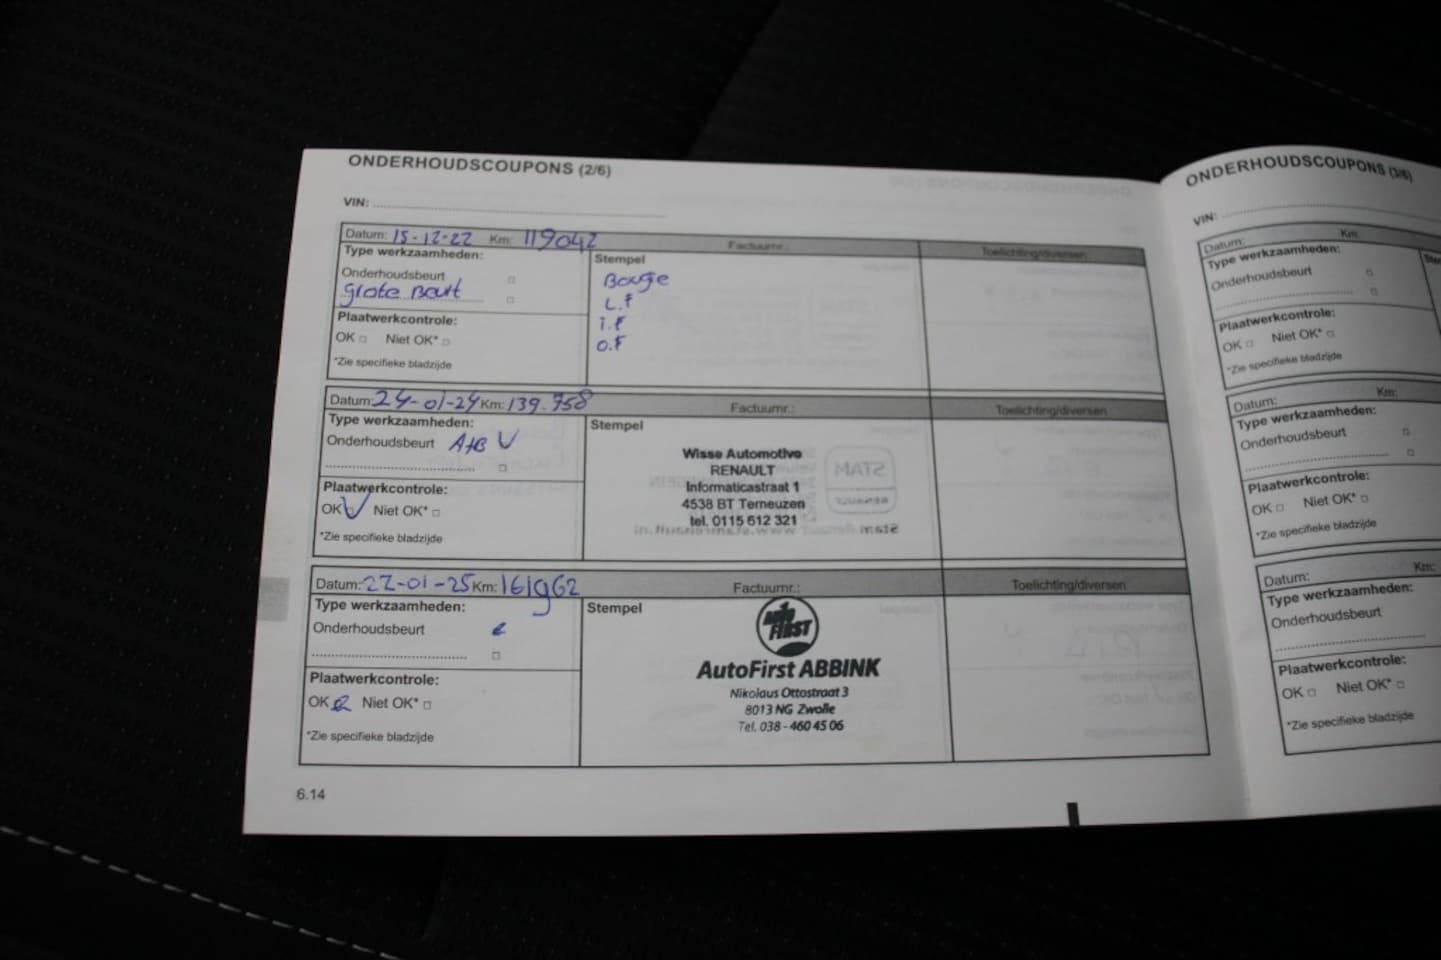 ONDERHOUDSCOUPONS (2/6)
VIN:
Datum: 15-12-22 Km: 119042 Factuurnr.: Toelichting/diversen
Type werkzaamheden: Stempel
Onderhoudsbeurt
Grote Beurt
Bougie
L.F
I.F
O.F
Plaatwerkcontrole:
OK Niet OK*
*Zie specifieke bladzijde
Datum: 24-01-24 Km: 139.758 Factuurnr.: Toelichting/diversen
Type werkzaamheden: Stempel
Onderhoudsbeurt A+B V
Wisse Automotive
RENAULT
Informaticastraat 1
4538 BT Terneuzen
tel. 0115 612 321
Plaatwerkcontrole:
OK V Niet OK*
*Zie specifieke bladzijde
Datum: 22-01-25 Km: 161962 Factuurnr.: Toelichting/diversen
Type werkzaamheden: Stempel
Onderhoudsbeurt
Auto
FIRST
AutoFirst ABBINK
Nikolaus Ottostraat 3
8013 NG Zwolle
Tel. 038 - 460 45 06
Plaatwerkcontrole:
OK Niet OK*
*Zie specifieke bladzijde
6.14
ONDERHOUDSCOUPONS (3/6)
VIN:
Datum: Km:
Type werkzaamheden:
Onderhoudsbeurt
Plaatwerkcontrole:
OK Niet OK*
*Zie specifieke bladzijde
Datum: Km:
Type werkzaamheden:
Onderhoudsbeurt
Plaatwerkcontrole:
OK Niet OK*
*Zie specifieke bladzijde
Datum: Km:
Type werkzaamheden:
Onderhoudsbeurt
Plaatwerkcontrole:
OK Niet OK*
*Zie specifieke bladzijde